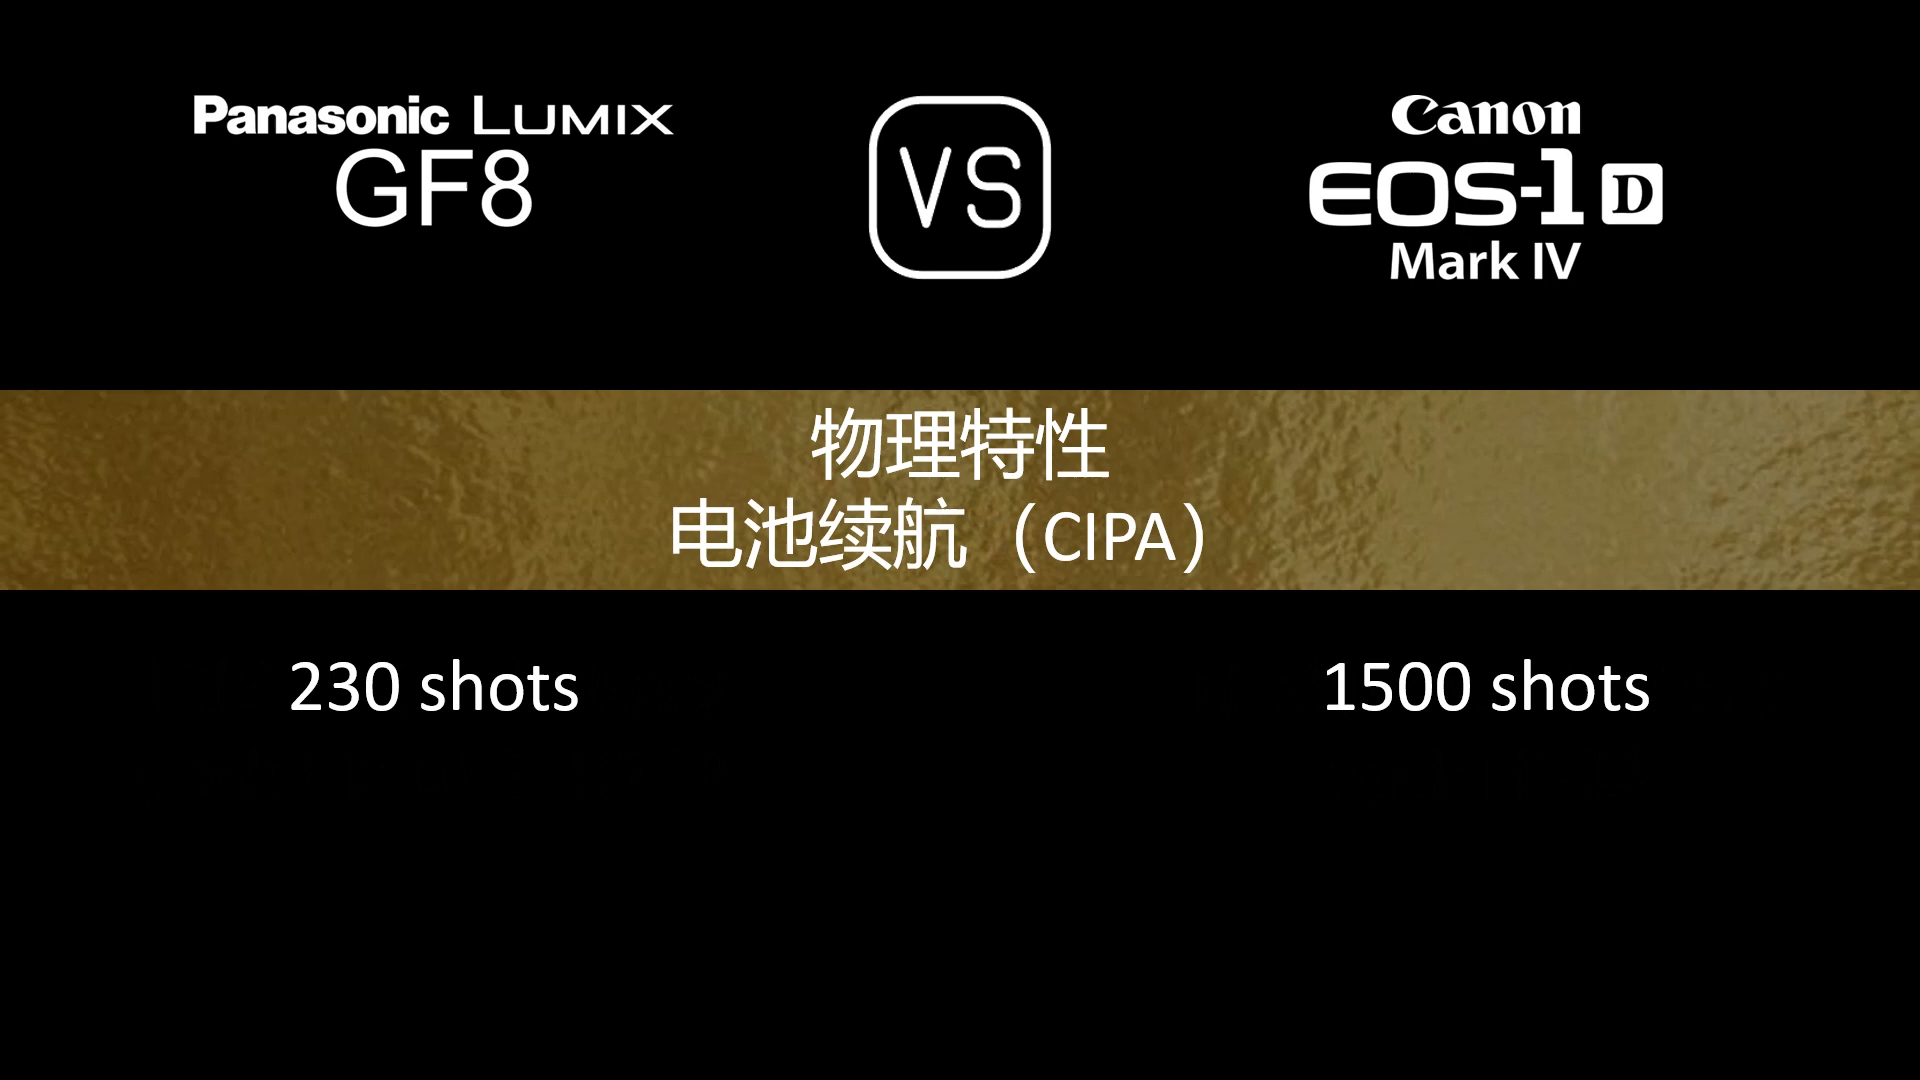 Panasonic LUMIX
GF8
VS
Canon
EOS-1D
Mark IV
物理特性
电池续航（CIPA）
230 shots
1500 shots